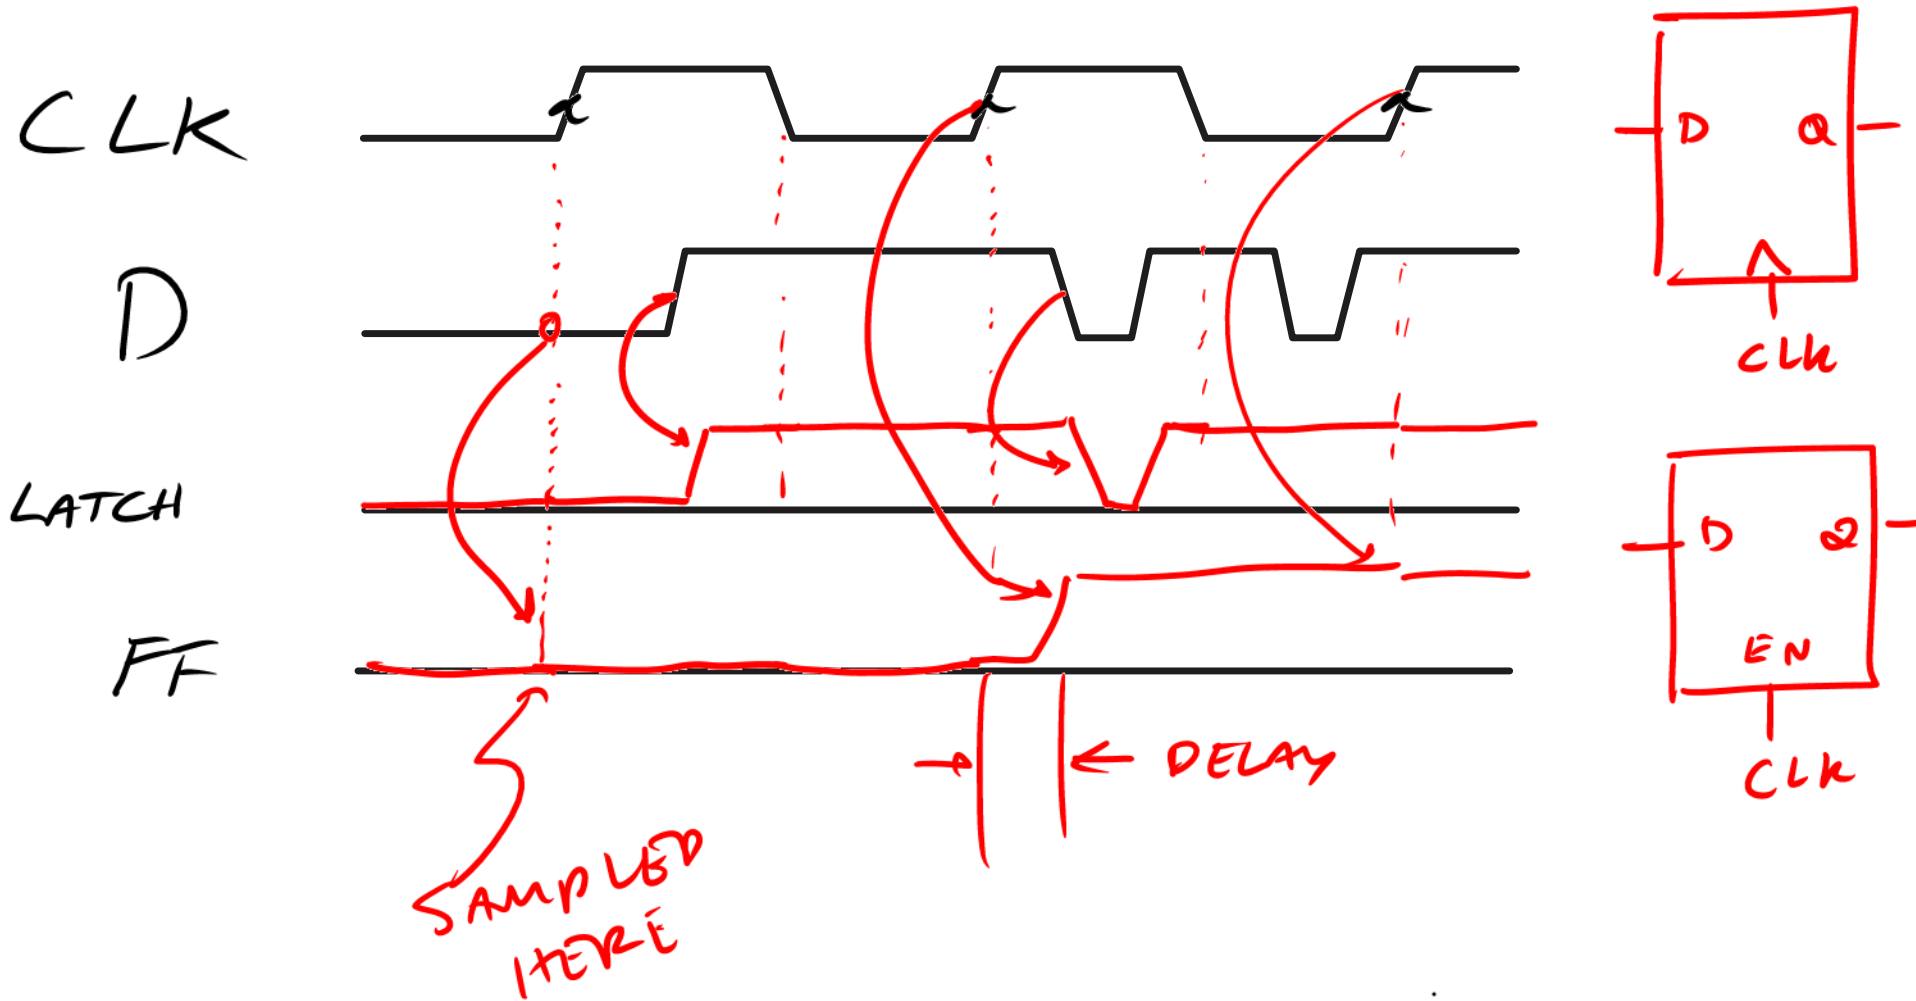 CLK
D
LATCH
FF
SAMPLED
HERE
DELAY
D Q
CLK
D Q
EN
CLK